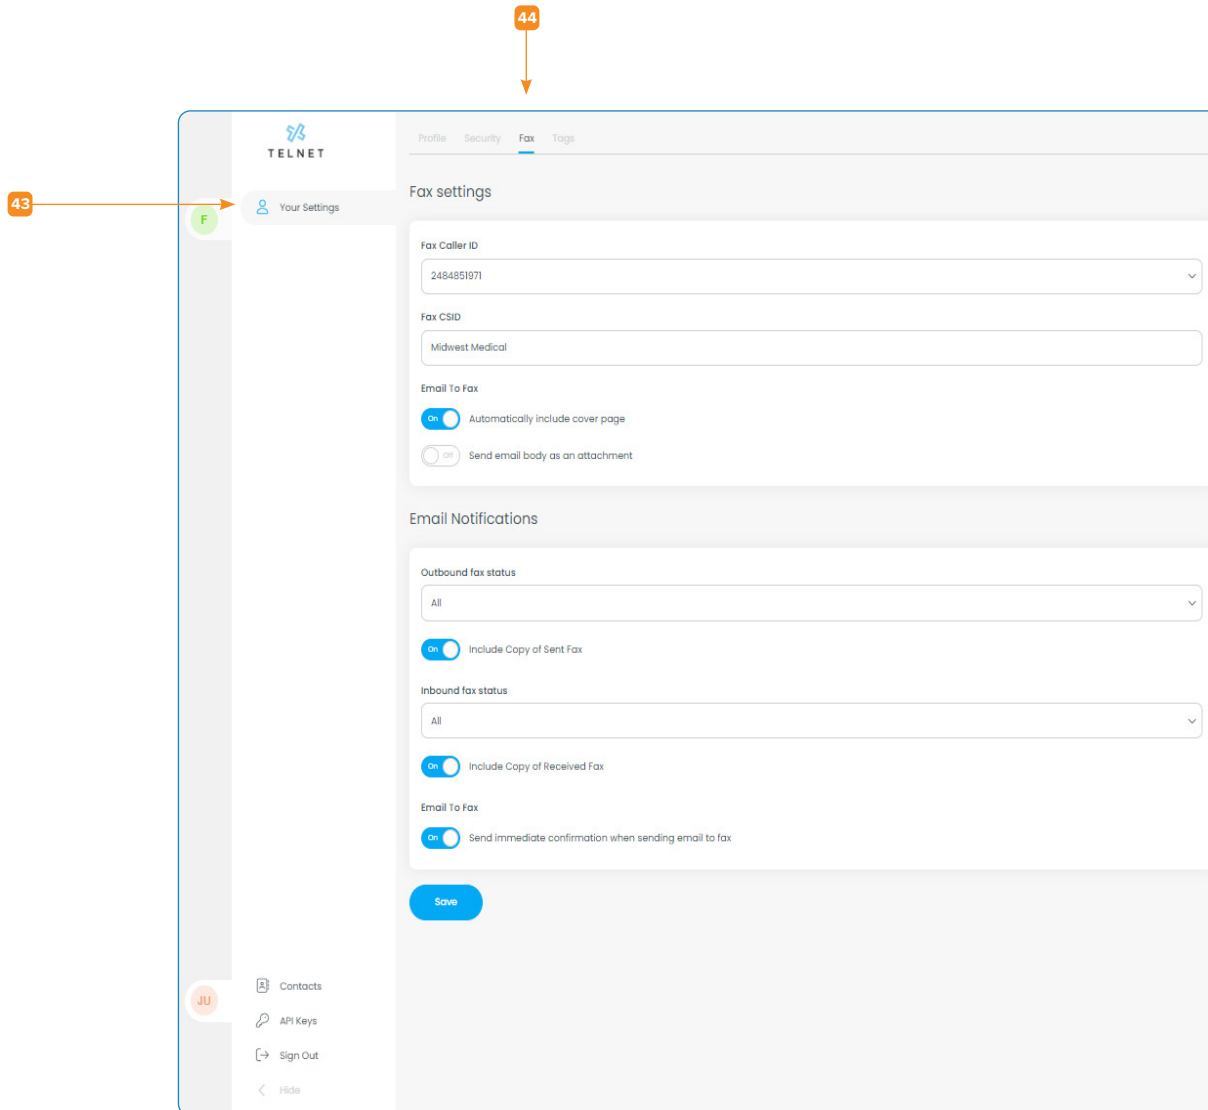 44
TELNET
Profile Security Fax Tags
43
F
Your Settings
Fax settings
Fax Caller ID
2484851971
Fax CSID
Midwest Medical
Email To Fax
On Automatically include cover page
Off Send email body as an attachment
Email Notifications
Outbound fax status
All
On Include Copy of Sent Fax
Inbound fax status
All
On Include Copy of Received Fax
Email To Fax
On Send immediate confirmation when sending email to fax
Save
JU
Contacts
API Keys
Sign Out
Hide